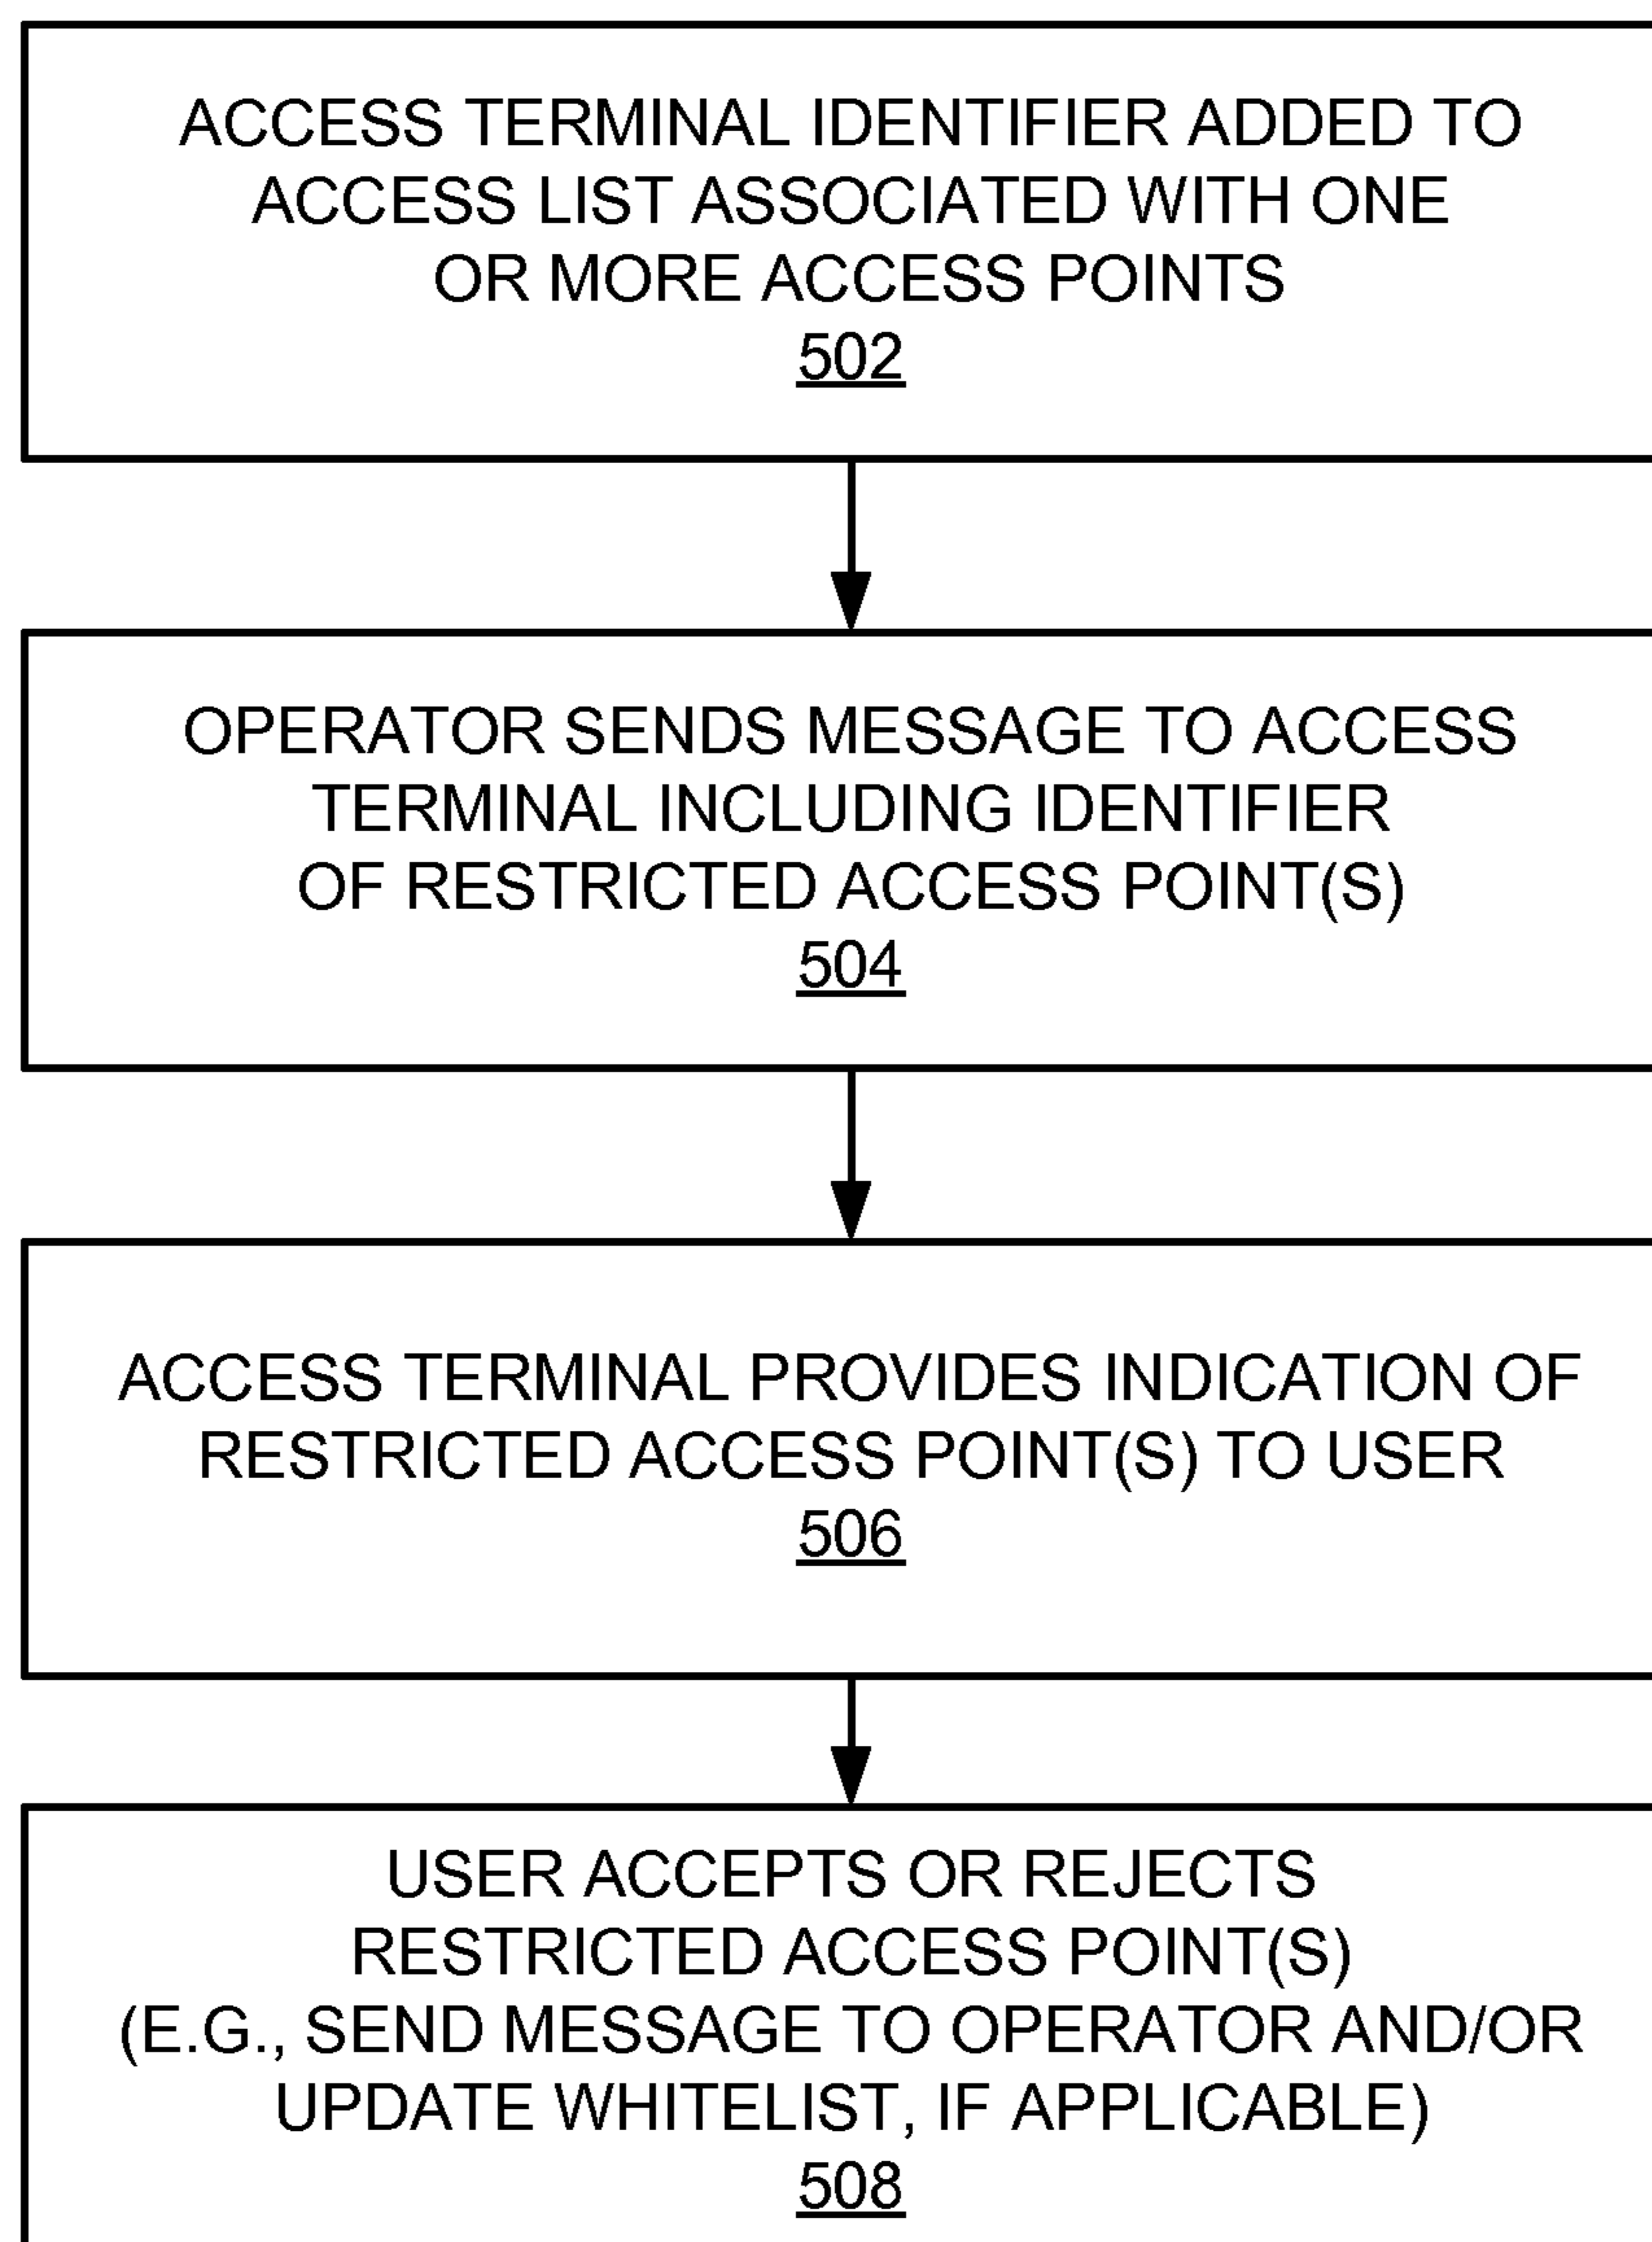 ACCESS TERMINAL IDENTIFIER ADDED TO
ACCESS LIST ASSOCIATED WITH ONE
OR MORE ACCESS POINTS
502
OPERATOR SENDS MESSAGE TO ACCESS
TERMINAL INCLUDING IDENTIFIER
OF RESTRICTED ACCESS POINT(S)
504
ACCESS TERMINAL PROVIDES INDICATION OF
RESTRICTED ACCESS POINT(S) TO USER
506
USER ACCEPTS OR REJECTS
RESTRICTED ACCESS POINT(S)
(E.G., SEND MESSAGE TO OPERATOR AND/OR
UPDATE WHITELIST, IF APPLICABLE)
508